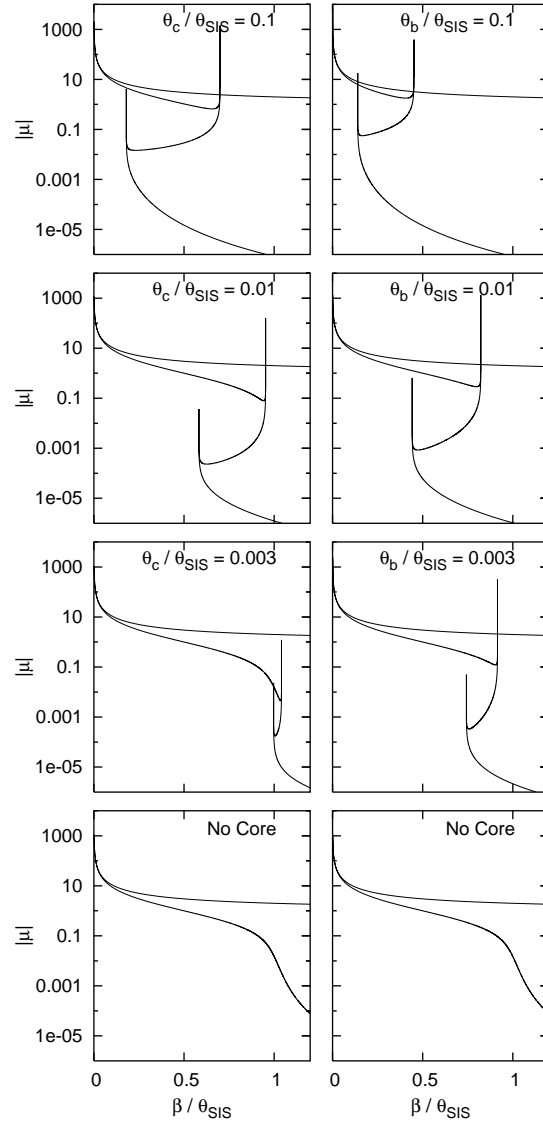 θc / θSIS = 0.1
θb / θSIS = 0.1
1000
10
0.1
0.001
1e-05
|μ|
θc / θSIS = 0.01
θb / θSIS = 0.01
1000
10
0.1
0.001
1e-05
|μ|
θc / θSIS = 0.003
θb / θSIS = 0.003
1000
10
0.1
0.001
1e-05
|μ|
No Core
No Core
1000
10
0.1
0.001
1e-05
|μ|
0 0.5 1
0 0.5 1
β / θSIS
β / θSIS